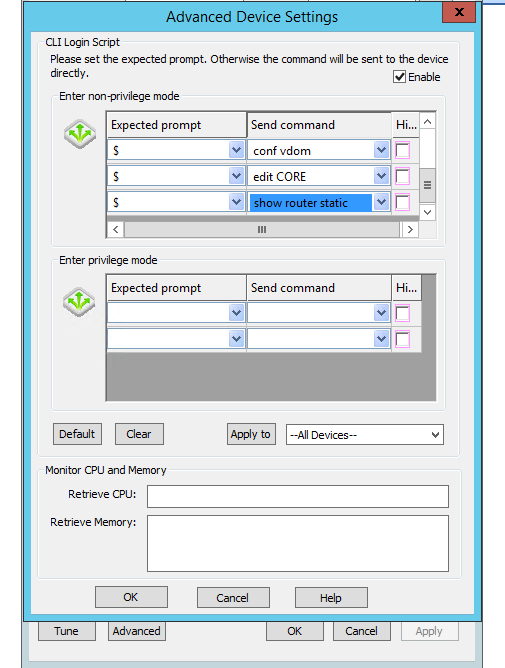 Advanced Device Settings
x
CLI Login Script
Please set the expected prompt. Otherwise the command will be sent to the device
directly.
Enable
Enter non-privilege mode
Expected prompt Send command Hi...
$ conf vdom
$ edit CORE
$ show router static
Enter privilege mode
Expected prompt Send command Hi...
Default Clear Apply to --All Devices--
Monitor CPU and Memory
Retrieve CPU:
Retrieve Memory:
OK Cancel Help
Tune Advanced OK Cancel Apply